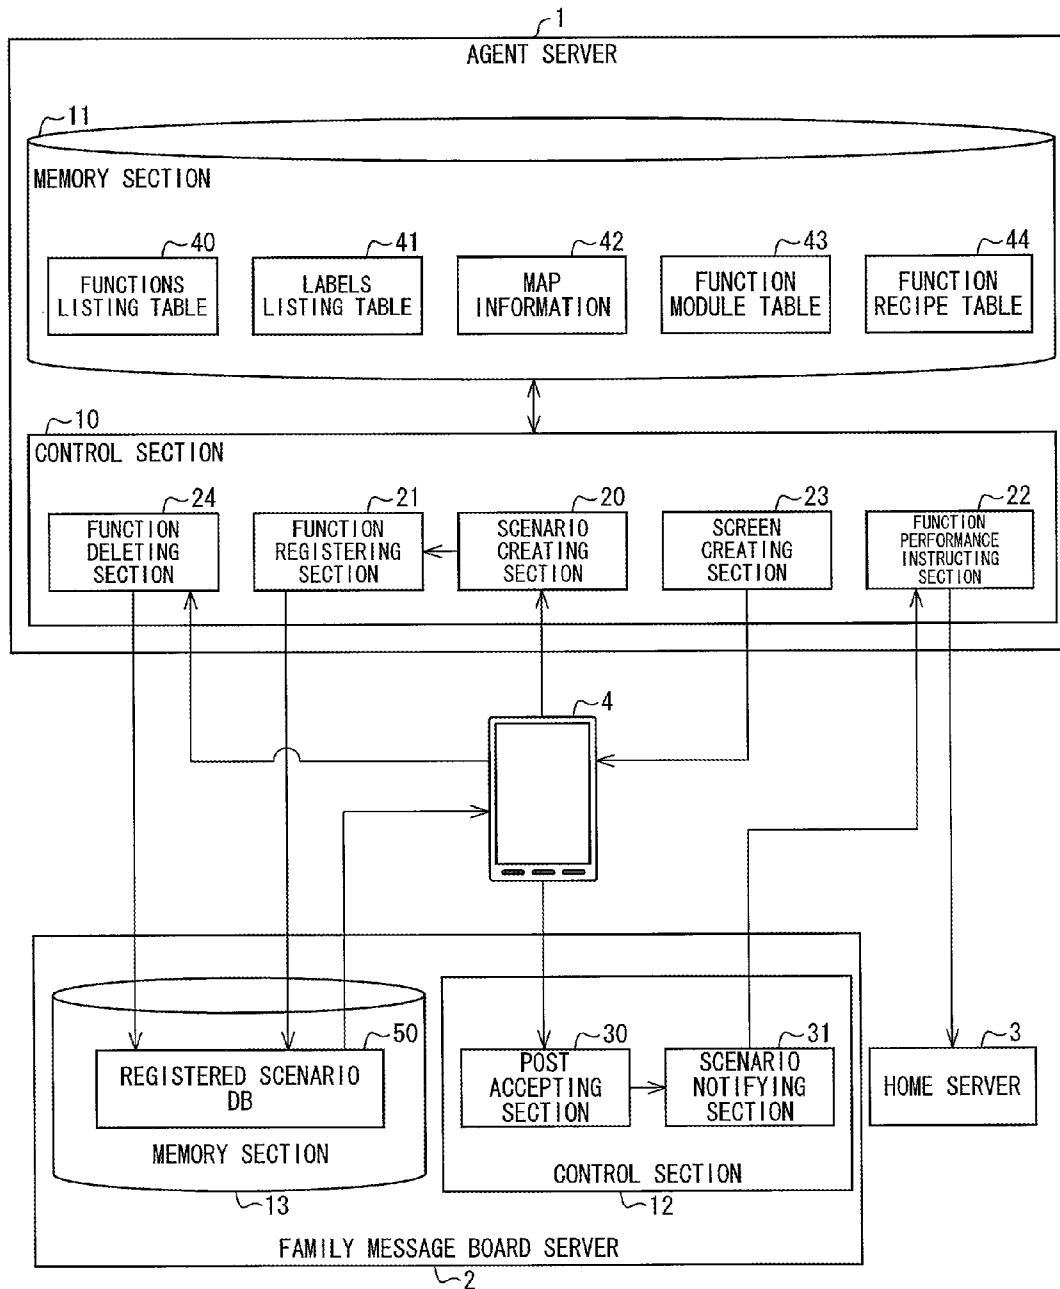 1
AGENT SERVER
11
MEMORY SECTION
40
FUNCTIONS
LISTING TABLE
41
LABELS
LISTING TABLE
42
MAP
INFORMATION
43
FUNCTION
MODULE TABLE
44
FUNCTION
RECIPE TABLE
10
CONTROL SECTION
24
FUNCTION
DELETING
SECTION
21
FUNCTION
REGISTERING
SECTION
20
SCENARIO
CREATING
SECTION
23
SCREEN
CREATING
SECTION
22
FUNCTION
PERFORMANCE
INSTRUCTING
SECTION
4
50
REGISTERED SCENARIO
DB
MEMORY SECTION
13
30
POST
ACCEPTING
SECTION
31
SCENARIO
NOTIFYING
SECTION
CONTROL SECTION
12
3
HOME SERVER
FAMILY MESSAGE BOARD SERVER
2